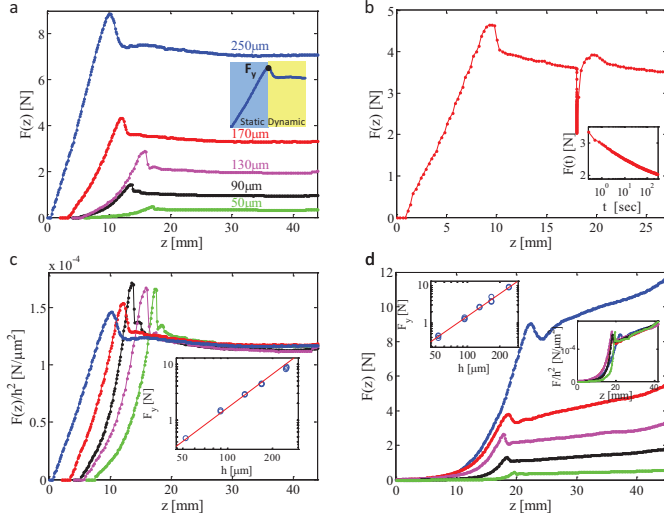 a
F(z) [N]
8
6
4
2
0
250μm
170μm
130μm
90μm
50μm
F_y
Static Dynamic
0 10 20 30 40
z [mm]
b
F(z) [N]
5
4
3
2
1
0
0 5 10 15 20 25
z [mm]
F(t) [N]
3
2
10^0 10^2
t [sec]
c
x 10^-4
F(z)/h^2 [N/μm^2]
1.5
1
0.5
0
0 10 20 30 40
z [mm]
F_y [N]
10
1
50 100 200
h [μm]
d
F(z) [N]
12
10
8
6
4
2
0
0 10 20 30 40
z [mm]
F_y [N]
10
1
50 100 200
h [μm]
F/h^2 [N/μm]
10^-4
0
0 20 40
z [mm]